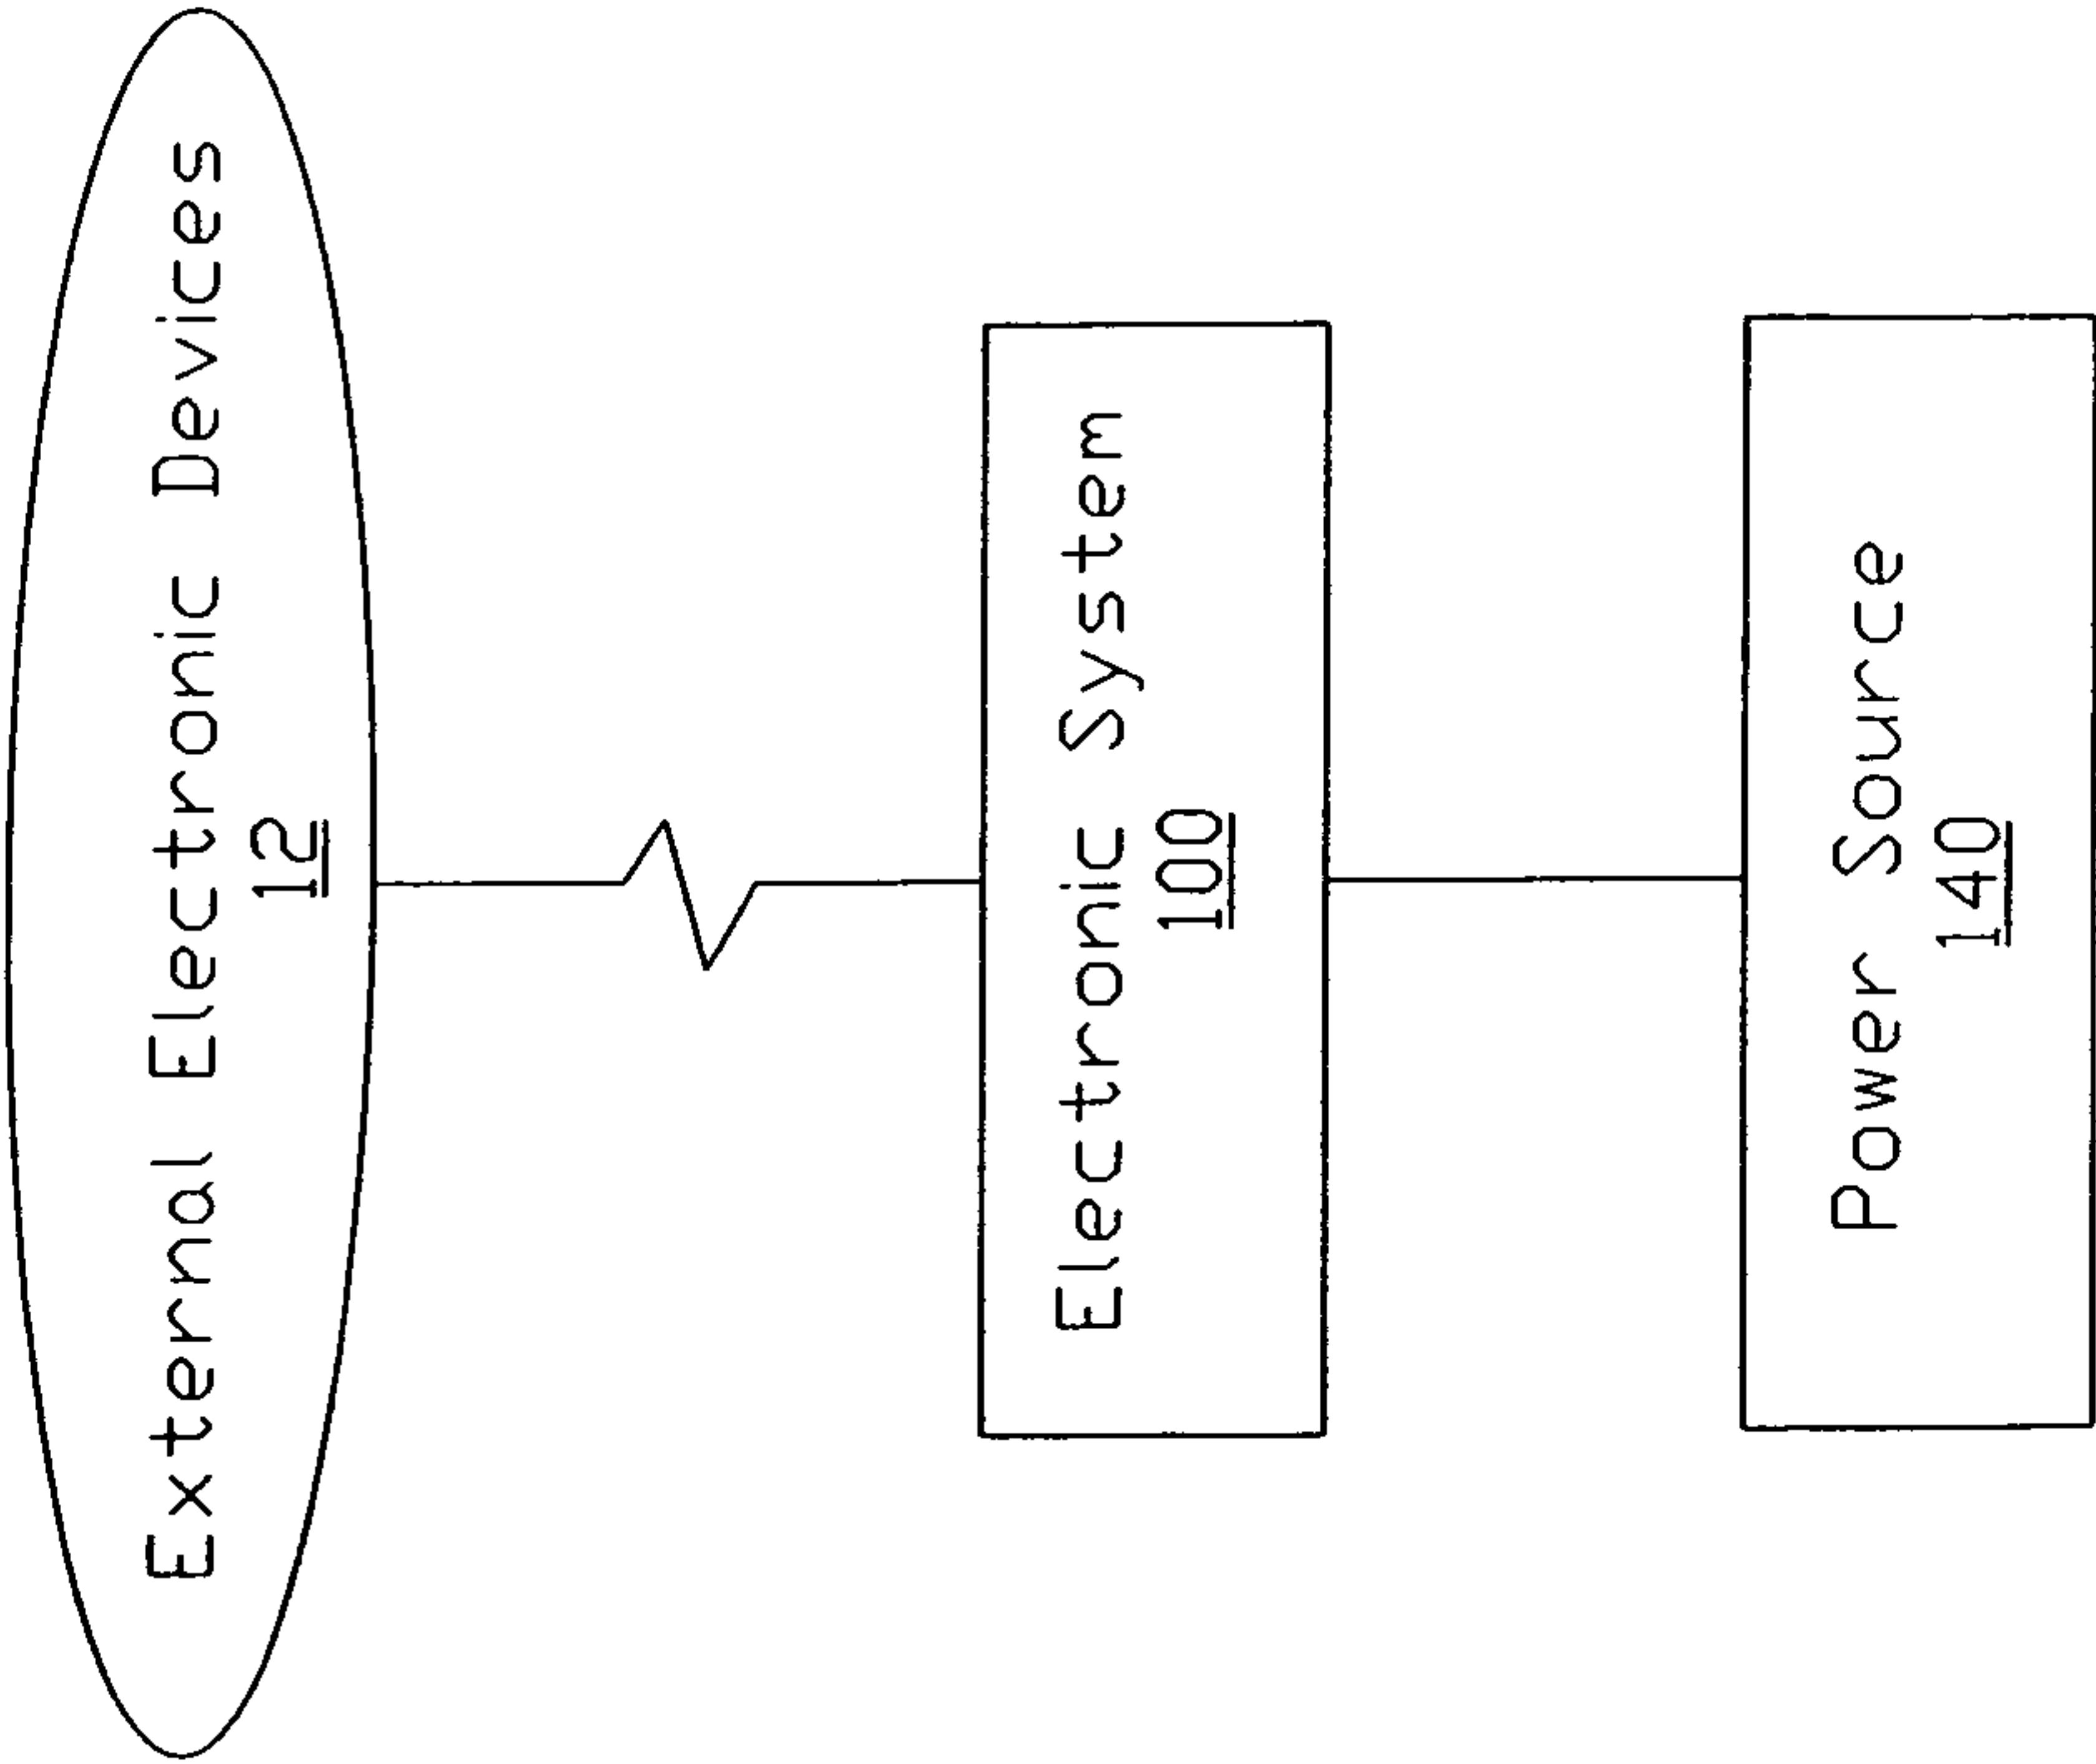 External Electronic Devices
12
Electronic System
100
Power Source
140